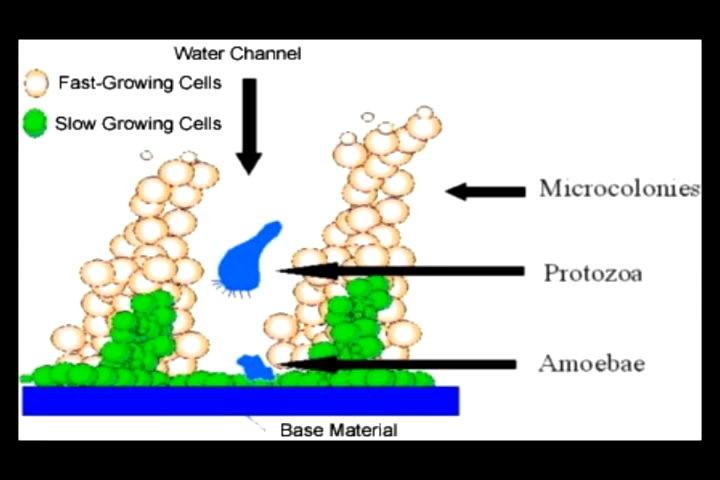 Water Channel
Fast-Growing Cells
Slow Growing Cells
Microcolonies
Protozoa
Amoebae
Base Material